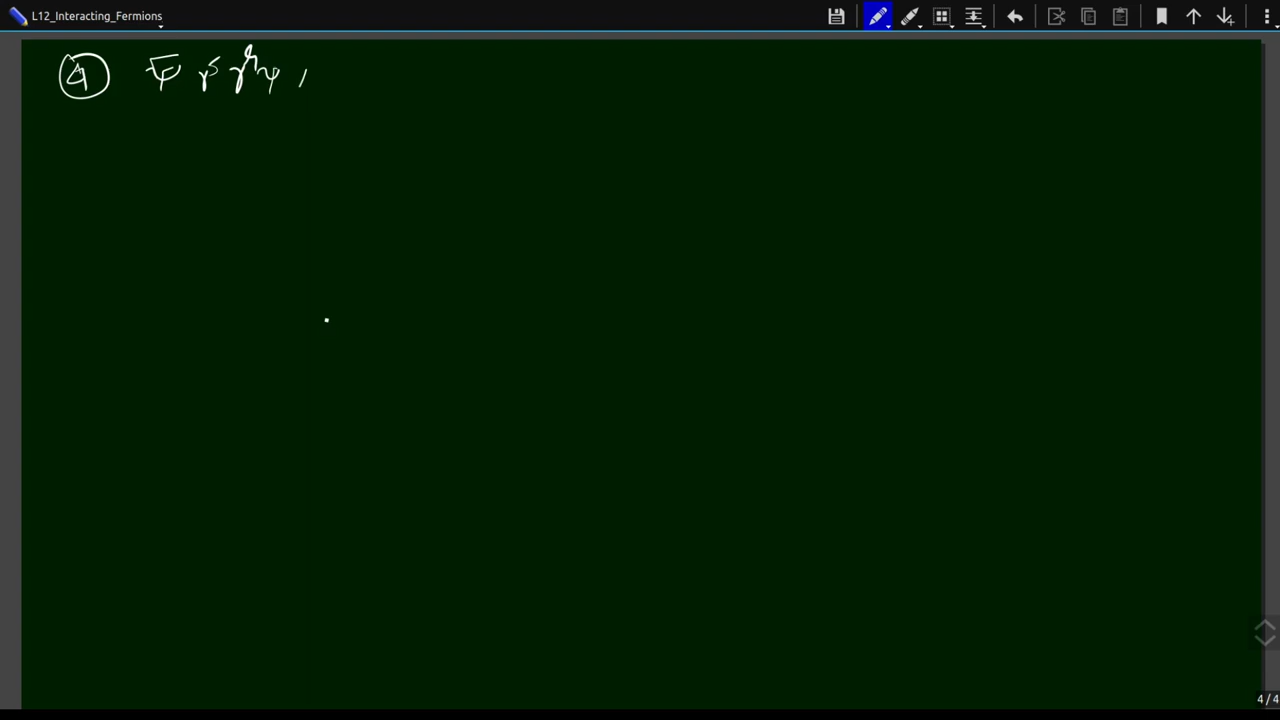 L12_Interacting_Fermions
④ ψ̄ γ⁵ γ^μ ψ ,
4 / 4